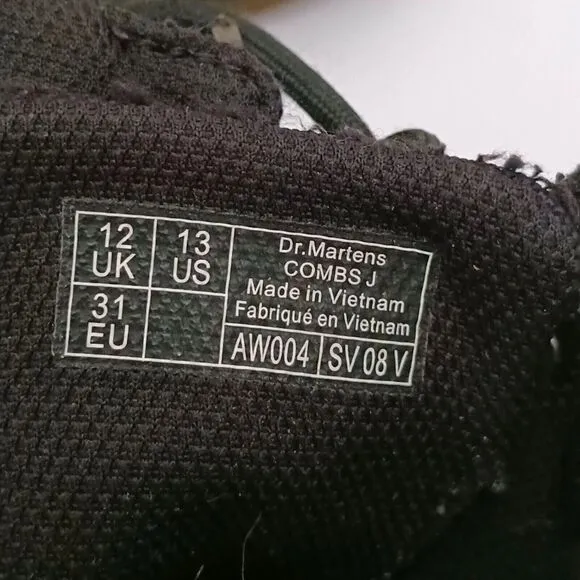 12
UK
13
US
31
EU
Dr.Martens
COMBS J
Made in Vietnam
Fabriqué en Vietnam
AW004
SV 08 V